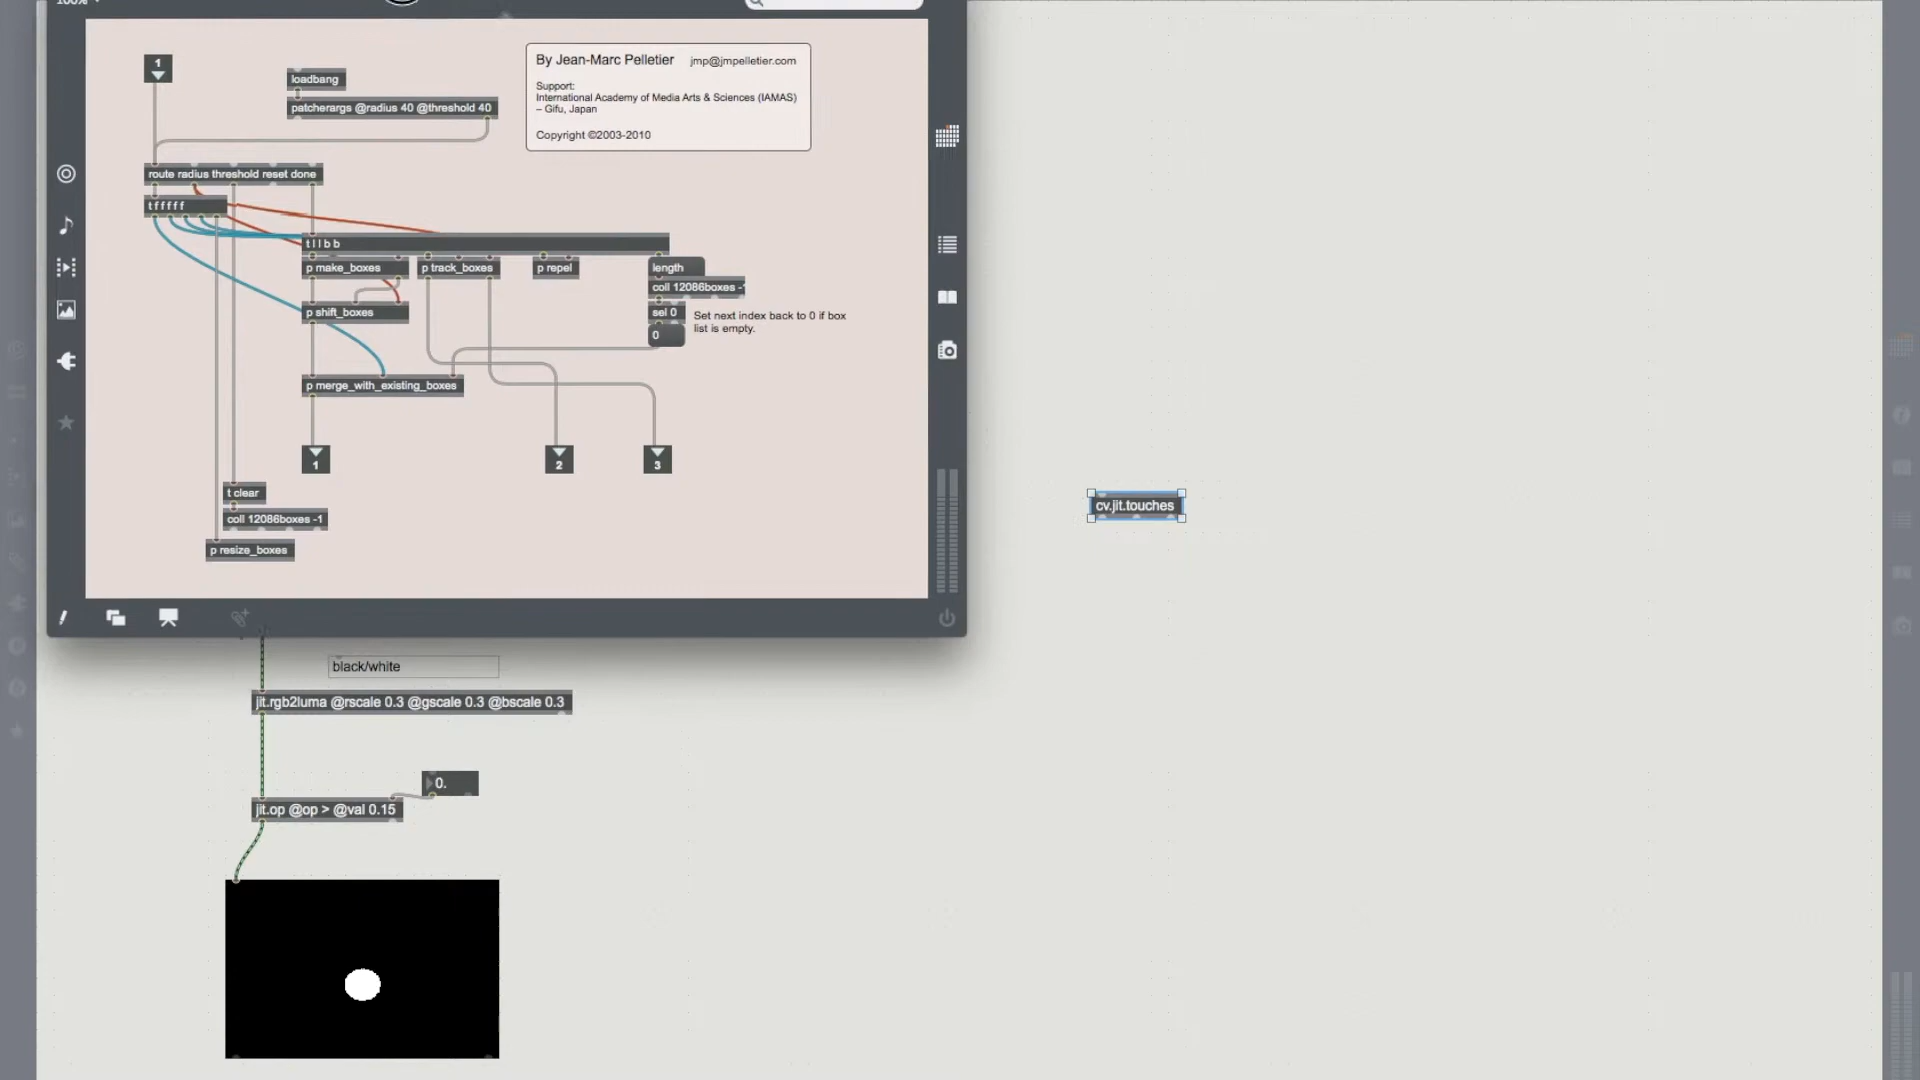 1
loadbang
patcherargs @radius 40 @threshold 40
By Jean-Marc Pelletier jmp@jmpelletier.com
Support:
International Academy of Media Arts & Sciences (IAMAS)
– Gifu, Japan
Copyright ©2003-2010
route radius threshold reset done
t f f f f f
t l l b b
p make_boxes
p track_boxes
p repel
length
coll 12086boxes -1
p shift_boxes
sel 0
Set next index back to 0 if box
list is empty.
0
p merge_with_existing_boxes
1
2
3
t clear
coll 12086boxes -1
p resize_boxes
cv.jit.touches
black/white
jit.rgb2luma @rscale 0.3 @gscale 0.3 @bscale 0.3
0.
jit.op @op > @val 0.15